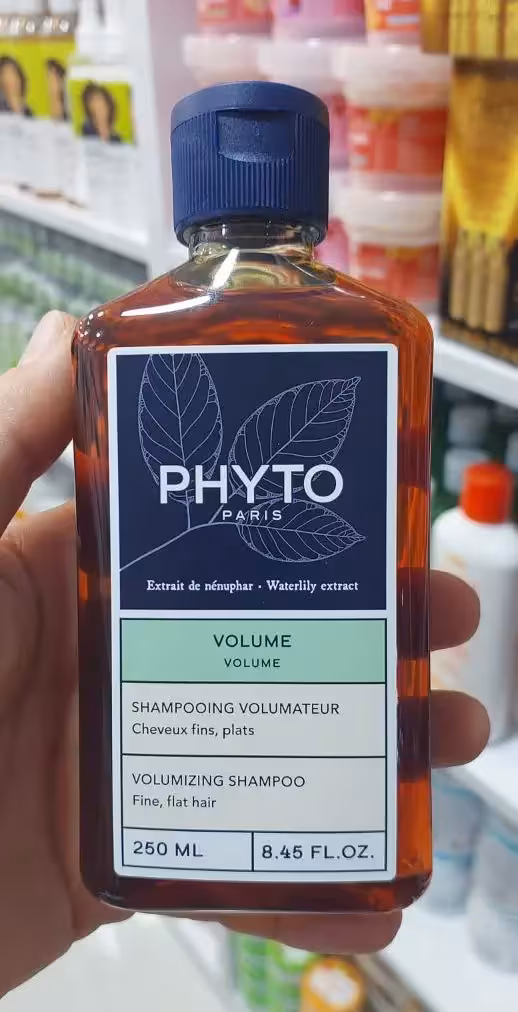 PHYTO
PARIS
Extrait de nénuphar · Waterlily extract
VOLUME
VOLUME
SHAMPOOING VOLUMATEUR
Cheveux fins, plats
VOLUMIZING SHAMPOO
Fine, flat hair
250 ML
8.45 FL.OZ.